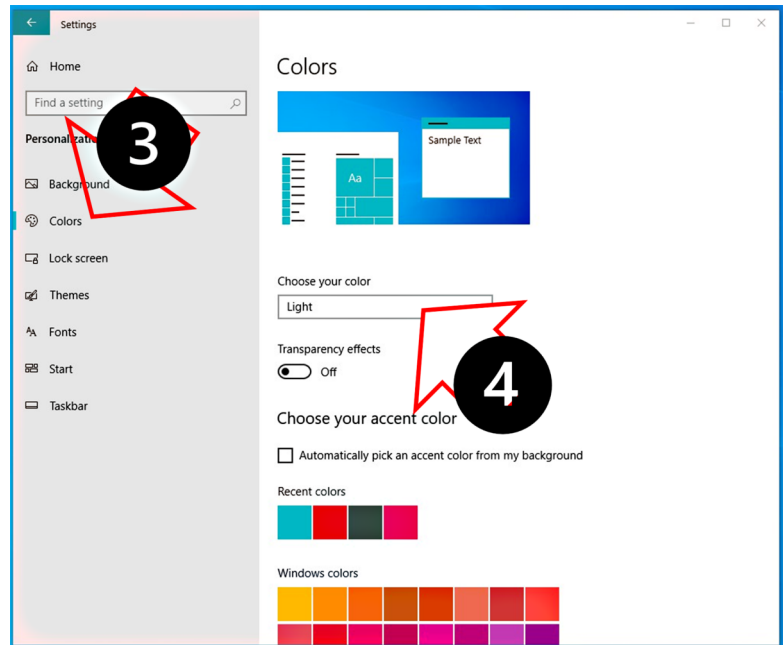 Settings
Home
Find a setting
3
Background
Colors
Lock screen
Themes
Fonts
Start
Taskbar
Colors
Sample Text
Aa
Choose your color
Light
Transparency effects
Off
4
Choose your accent color
Automatically pick an accent color from my background
Recent colors
Windows colors